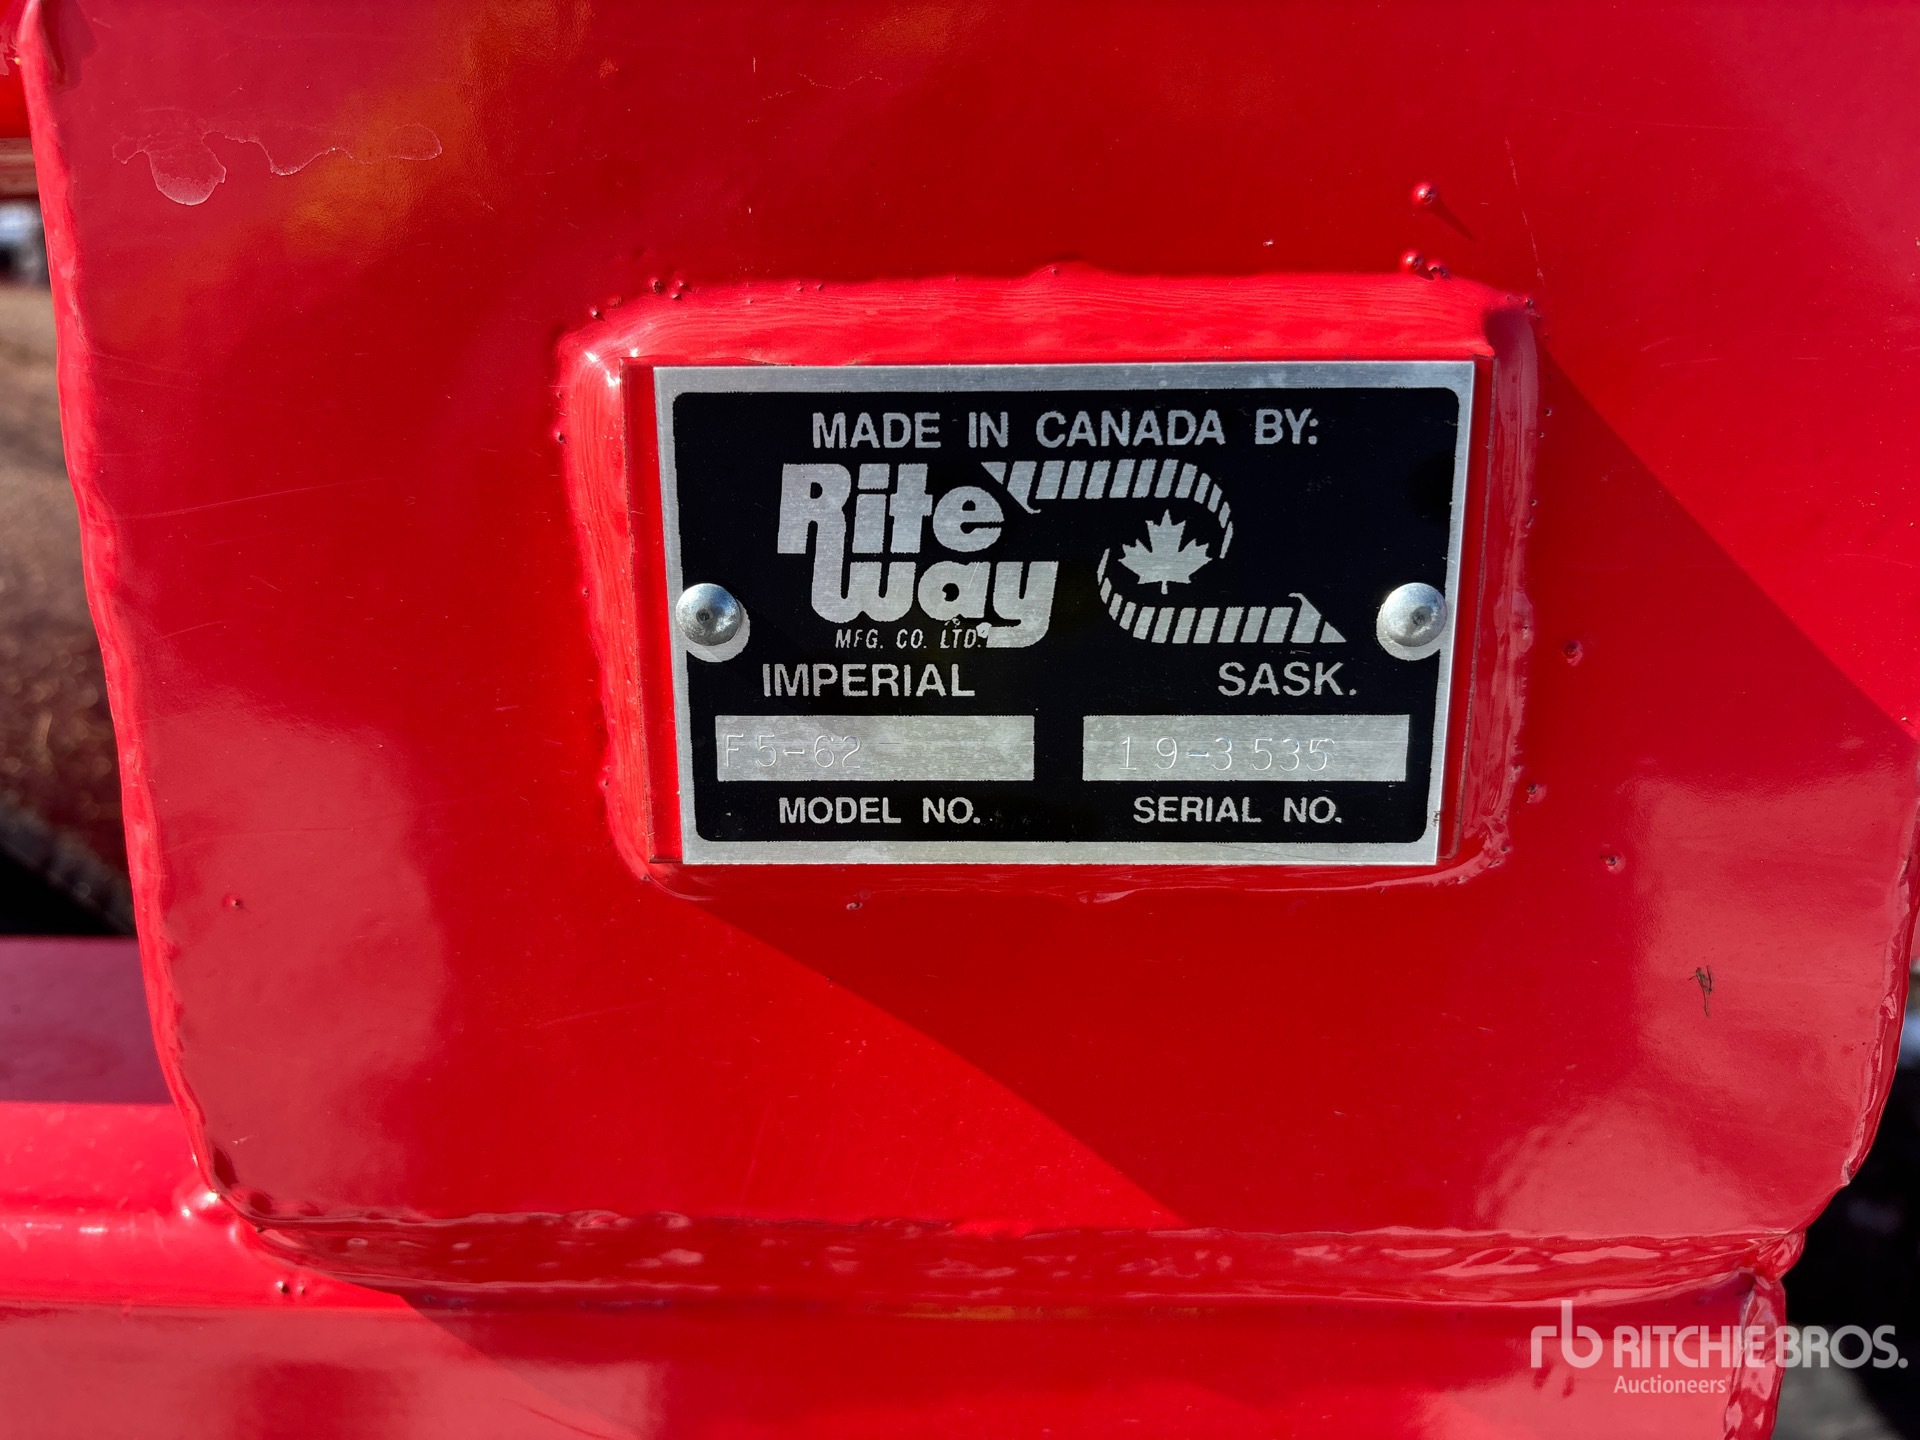 MADE IN CANADA BY:
Rite
Way
MFG. CO. LTD.
IMPERIAL SASK.
F5-62 19-3535
MODEL NO. SERIAL NO.
rb RITCHIE BROS.
Auctioneers